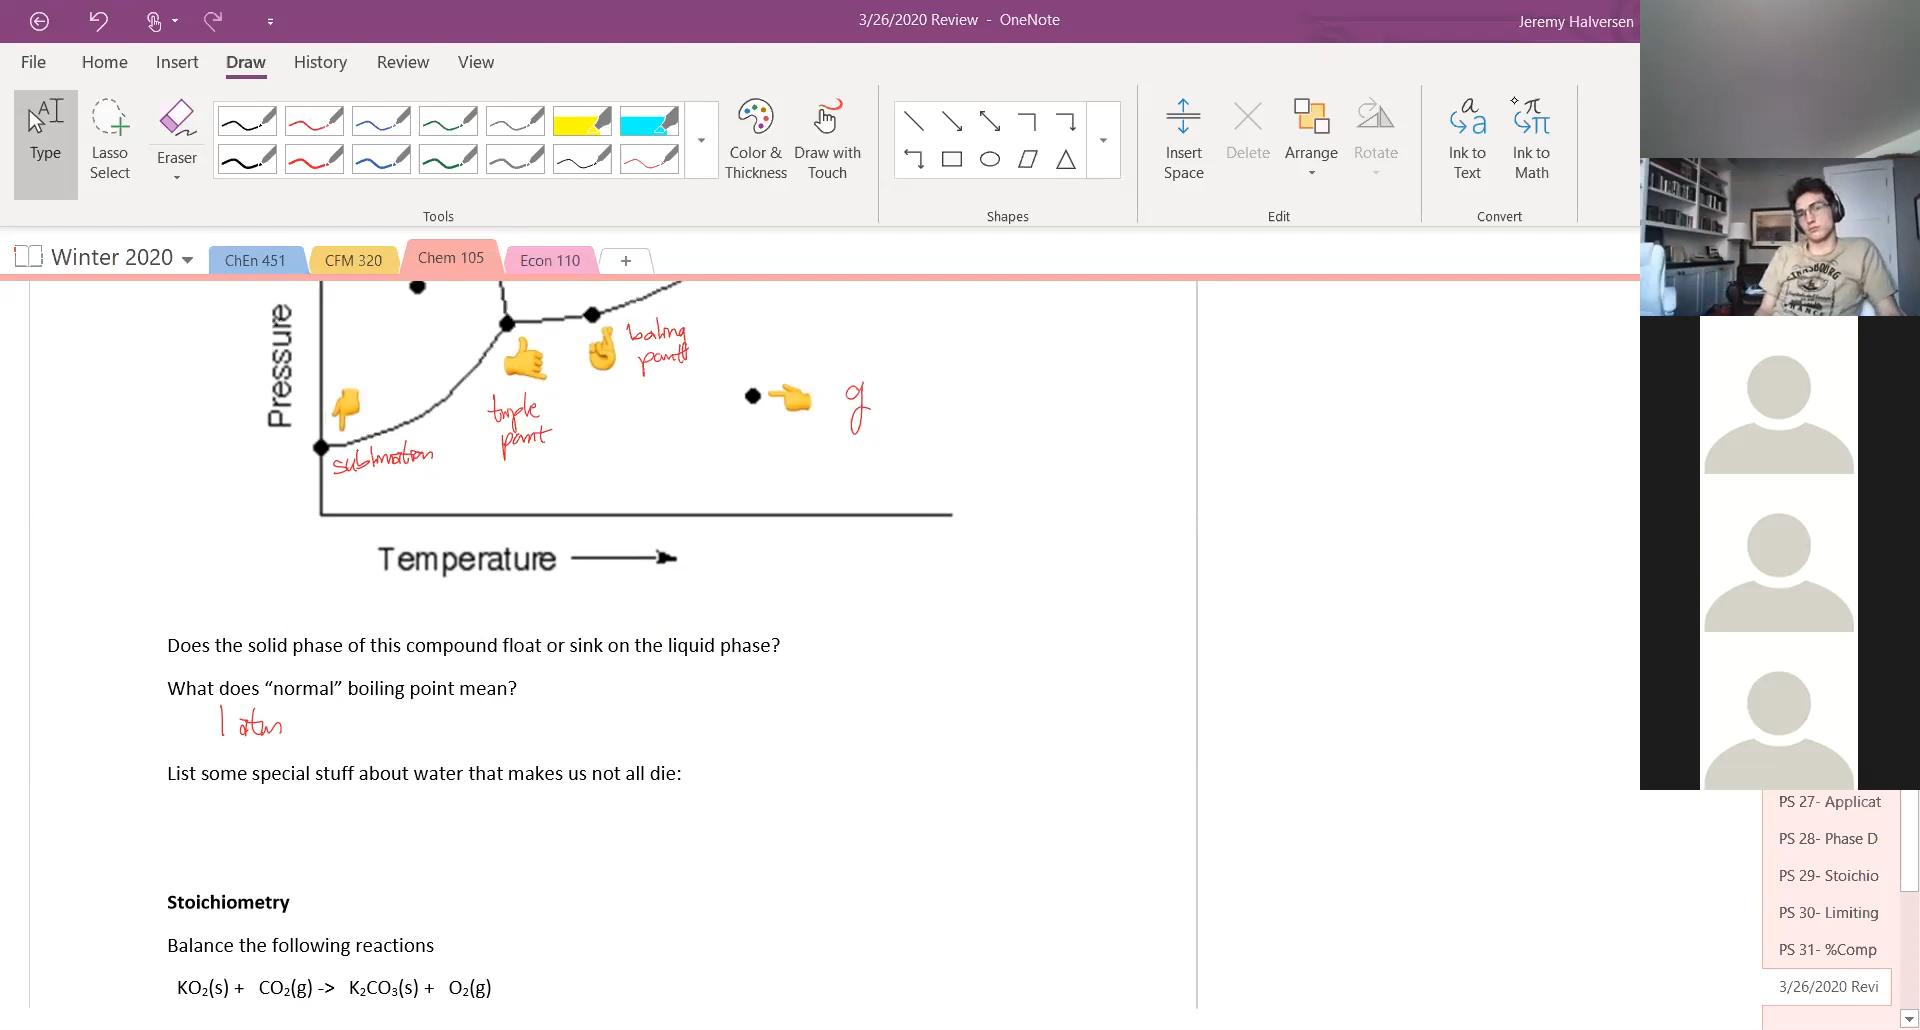 3/26/2020 Review - OneNote
Jeremy Halversen
File Home Insert Draw History Review View
Type
Lasso Select
Eraser
Color & Thickness
Draw with Touch
Insert Space
Delete
Arrange
Rotate
Ink to Text
Ink to Math
Tools
Shapes
Edit
Convert
Winter 2020
ChEn 451
CFM 320
Chem 105
Econ 110
Pressure
boiling
point
triple
point
g
sublimation
Temperature
Does the solid phase of this compound float or sink on the liquid phase?
What does “normal” boiling point mean?
1 atm
List some special stuff about water that makes us not all die:
Stoichiometry
Balance the following reactions
KO₂(s) + CO₂(g) -> K₂CO₃(s) + O₂(g)
STRASBOURG
FRANCE
PS 27- Applicat
PS 28- Phase D
PS 29- Stoichio
PS 30- Limiting
PS 31- %Comp
3/26/2020 Revi